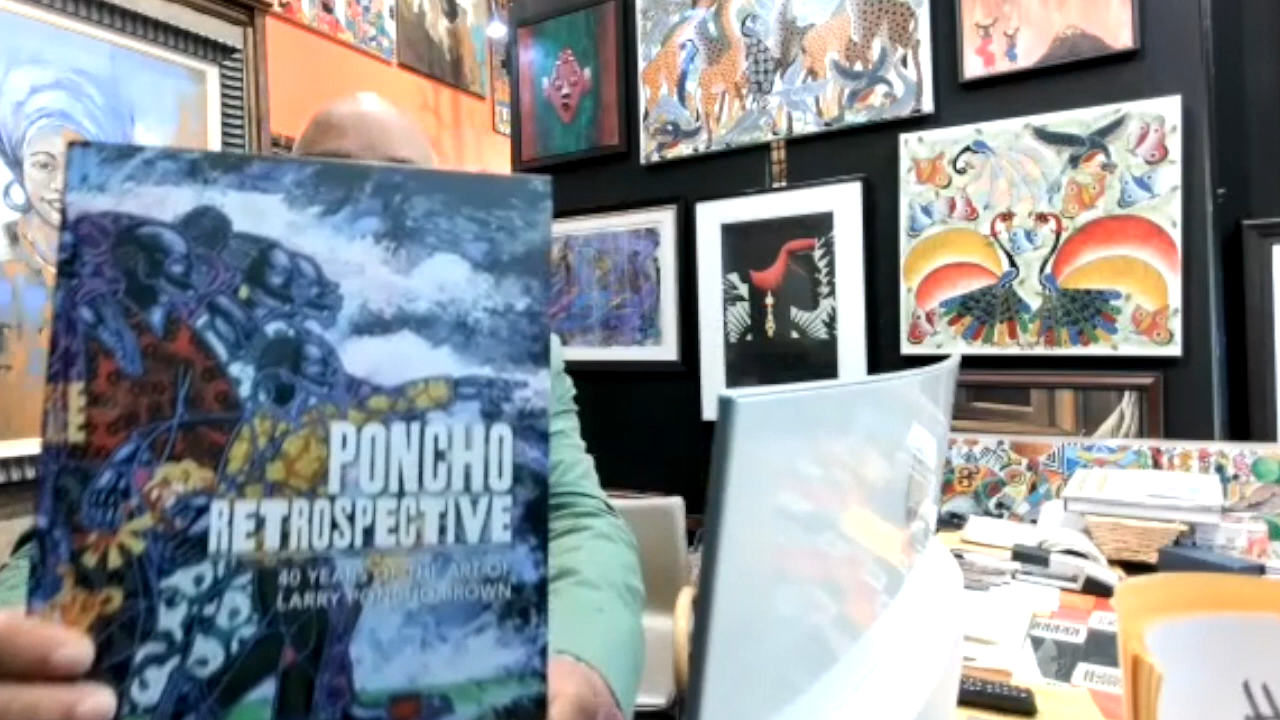 PONCHO
RETROSPECTIVE
40 YEARS OF THE ART OF
LARRY PONCHO BROWN